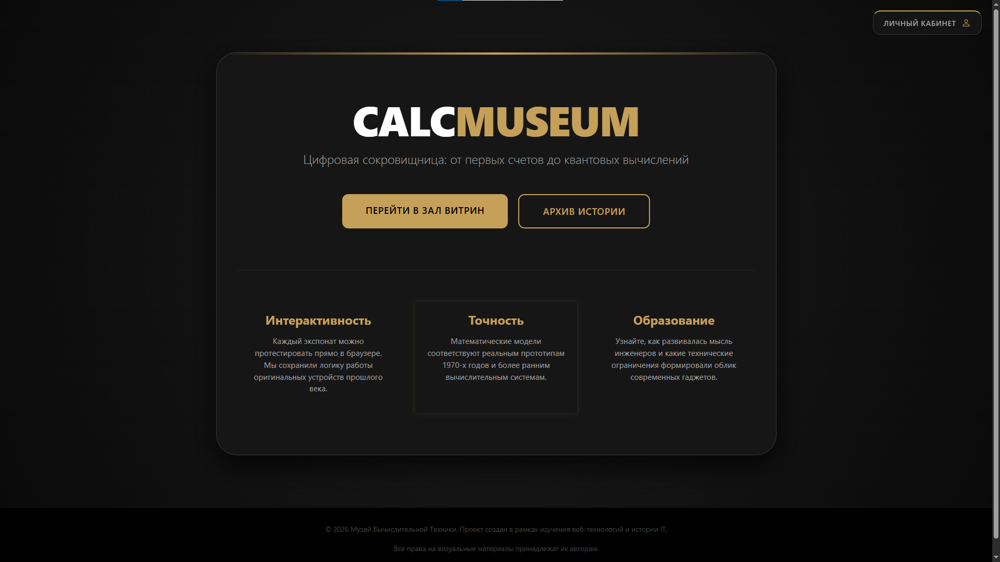 ЛИЧНЫЙ КАБИНЕТ
CALCMUSEUM
Цифровая сокровищница: от первых счетов до квантовых вычислений
ПЕРЕЙТИ В ЗАЛ ВИТРИН
АРХИВ ИСТОРИИ
Интерактивность
Каждый экспонат можно
протестировать прямо в браузере.
Мы сохранили логику работы
оригинальных устройств прошлого
века.
Точность
Математические модели
соответствуют реальным прототипам
1970-х годов и более ранним
вычислительным системам.
Образование
Узнайте, как развивалась мысль
инженеров и какие технические
ограничения формировали облик
современных гаджетов.
© 2026 Музей Вычислительной Техники. Проект создан в рамках изучения веб-технологий и истории IT.
Все права на визуальные материалы принадлежат их авторам.